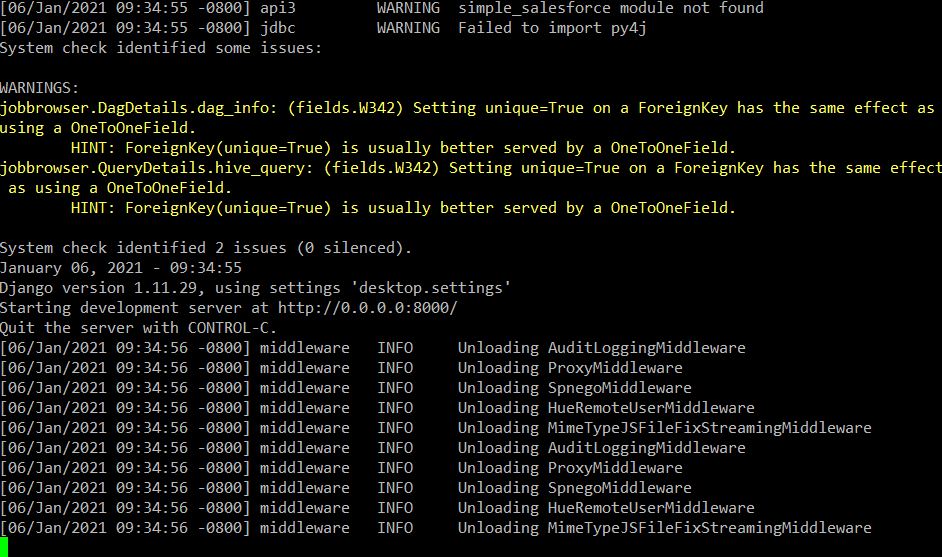 [06/Jan/2021 09:34:55 -0800] api3         WARNING  simple_salesforce module not found
[06/Jan/2021 09:34:55 -0800] jdbc         WARNING  Failed to import py4j
System check identified some issues:

WARNINGS:
jobbrowser.DagDetails.dag_info: (fields.W342) Setting unique=True on a ForeignKey has the same effect as
using a OneToOneField.
        HINT: ForeignKey(unique=True) is usually better served by a OneToOneField.
jobbrowser.QueryDetails.hive_query: (fields.W342) Setting unique=True on a ForeignKey has the same effect
 as using a OneToOneField.
        HINT: ForeignKey(unique=True) is usually better served by a OneToOneField.

System check identified 2 issues (0 silenced).
January 06, 2021 - 09:34:55
Django version 1.11.29, using settings 'desktop.settings'
Starting development server at http://0.0.0.0:8000/
Quit the server with CONTROL-C.
[06/Jan/2021 09:34:56 -0800] middleware   INFO     Unloading AuditLoggingMiddleware
[06/Jan/2021 09:34:56 -0800] middleware   INFO     Unloading ProxyMiddleware
[06/Jan/2021 09:34:56 -0800] middleware   INFO     Unloading SpnegoMiddleware
[06/Jan/2021 09:34:56 -0800] middleware   INFO     Unloading HueRemoteUserMiddleware
[06/Jan/2021 09:34:56 -0800] middleware   INFO     Unloading MimeTypeJSFileFixStreamingMiddleware
[06/Jan/2021 09:34:56 -0800] middleware   INFO     Unloading AuditLoggingMiddleware
[06/Jan/2021 09:34:56 -0800] middleware   INFO     Unloading ProxyMiddleware
[06/Jan/2021 09:34:56 -0800] middleware   INFO     Unloading SpnegoMiddleware
[06/Jan/2021 09:34:56 -0800] middleware   INFO     Unloading HueRemoteUserMiddleware
[06/Jan/2021 09:34:56 -0800] middleware   INFO     Unloading MimeTypeJSFileFixStreamingMiddleware